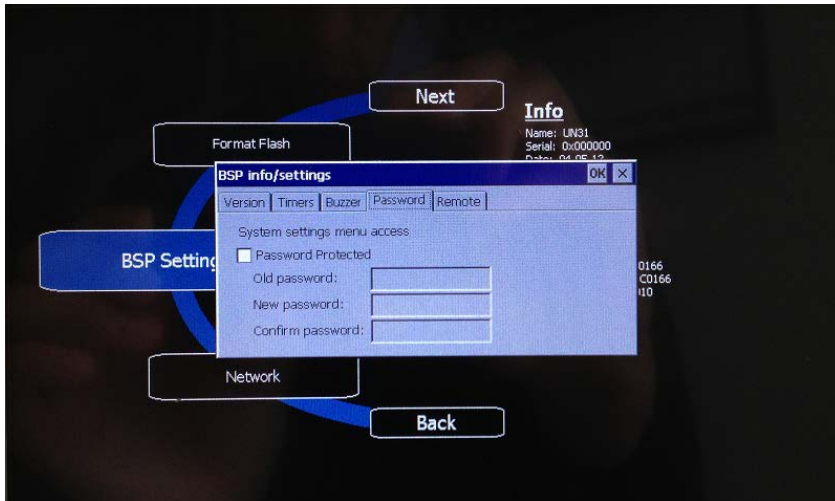 Next
Info
Name: UN31
Serial: 0x000000
Format Flash
BSP info/settings OK ×
Version Timers Buzzer Password Remote
System settings menu access
Password Protected
BSP Setting
Old password:
0166
C0166
New password:
10
Confirm password:
Network
Back